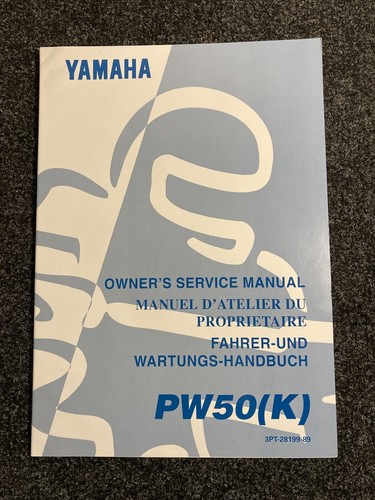 YAMAHA
OWNER'S SERVICE MANUAL
MANUEL D'ATELIER DU
PROPRIETAIRE
FAHRER-UND
WARTUNGS-HANDBUCH
PW50(K)
3PT-28199-89